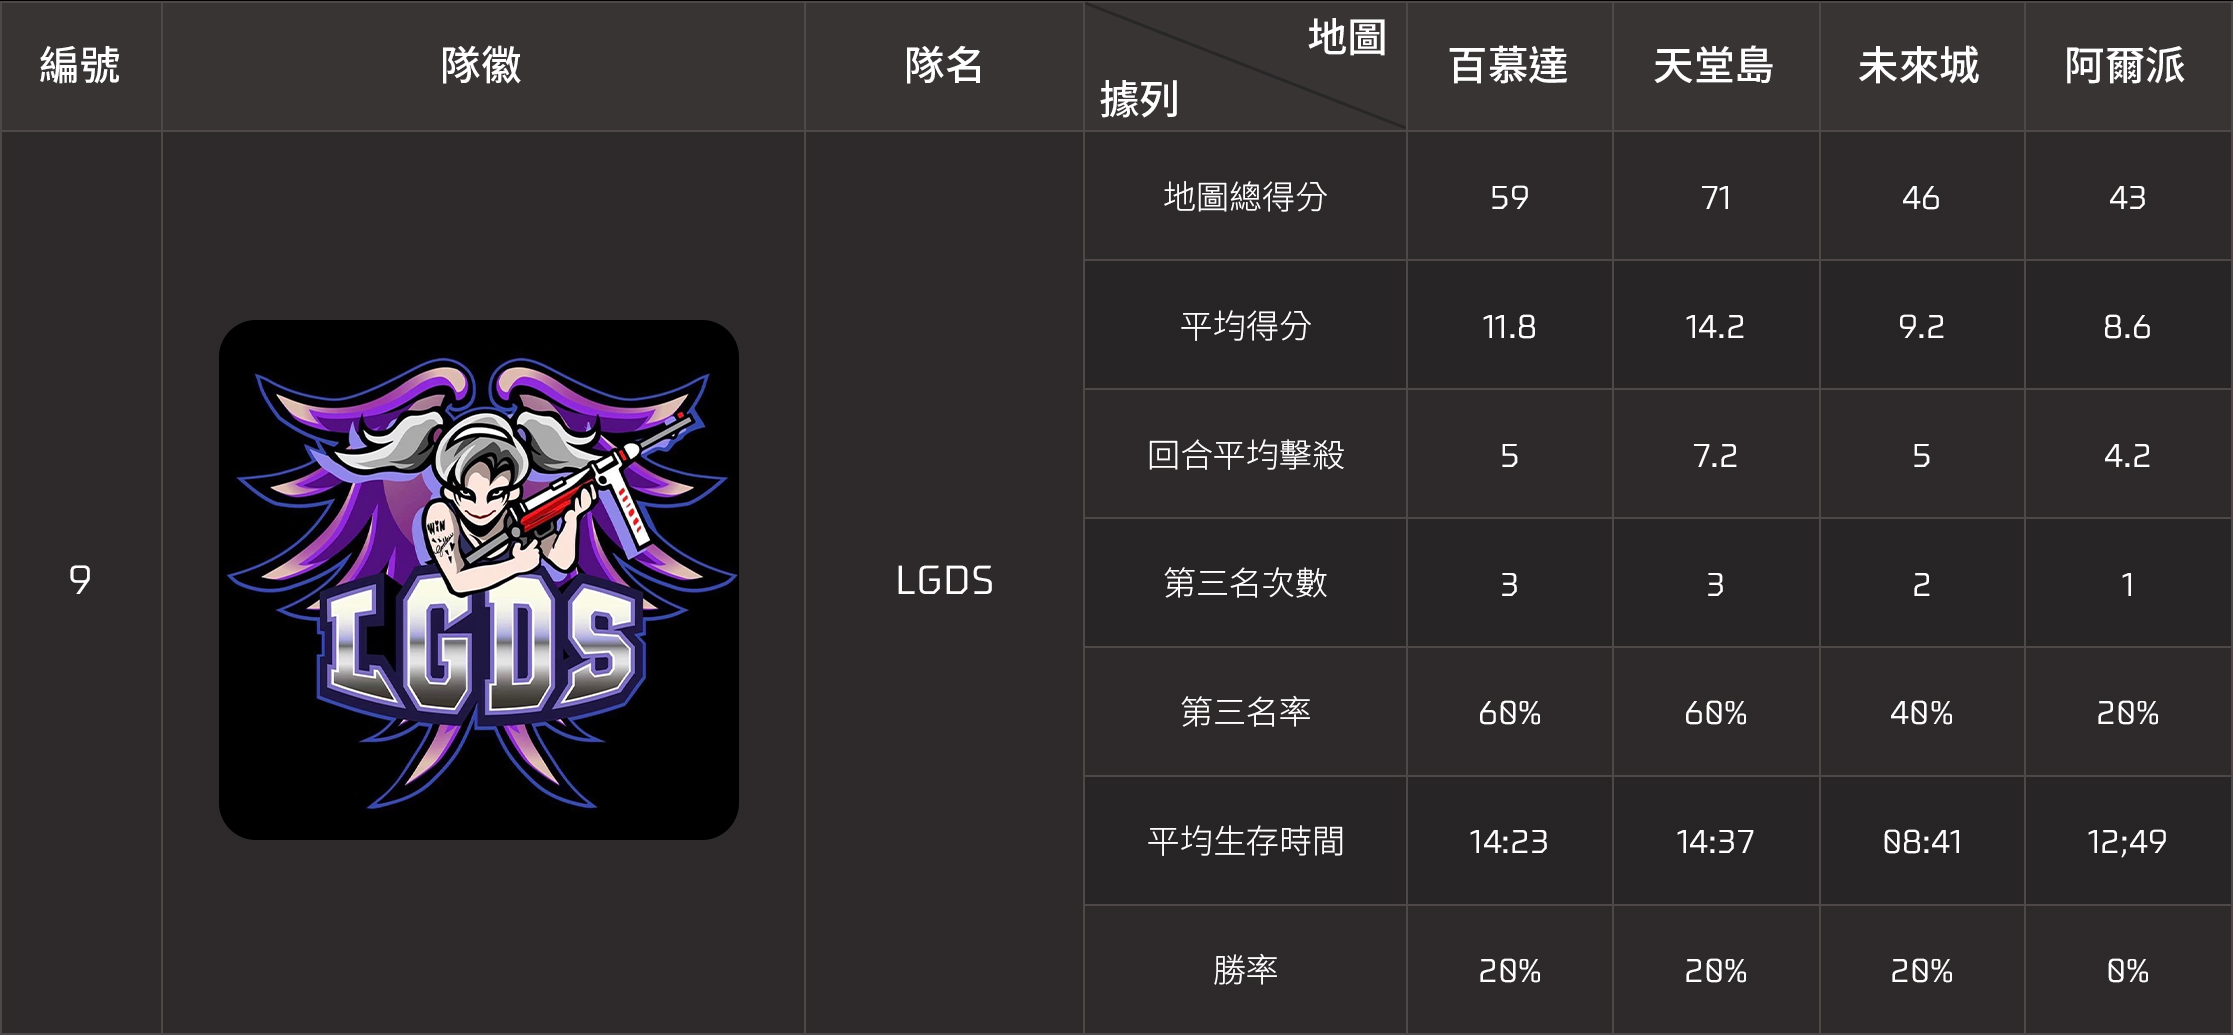 編號 隊徽 隊名 地圖 據列 百慕達 天堂島 未來城 阿爾派
地圖總得分 59 71 46 43
平均得分 11.8 14.2 9.2 8.6
回合平均擊殺 5 7.2 5 4.2
9 WIN LGDS LGDS 第三名次數 3 3 2 1
第三名率 60% 60% 40% 20%
平均生存時間 14:23 14:37 08:41 12;49
勝率 20% 20% 20% 0%